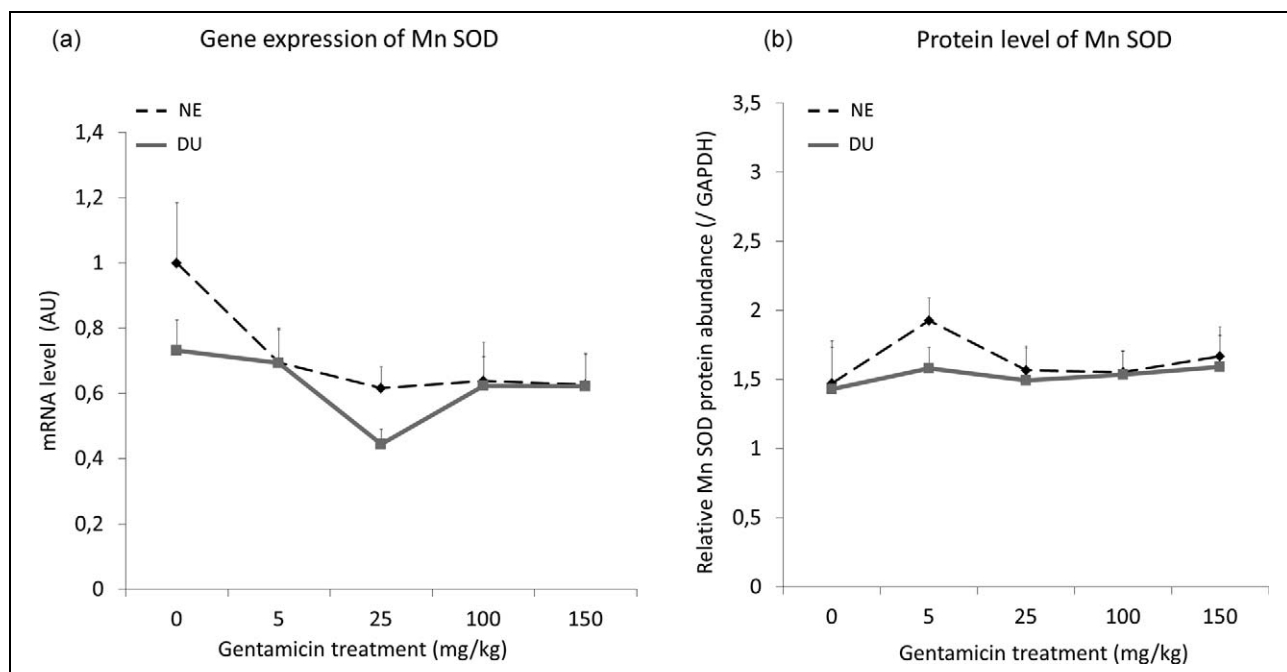 (a) Gene expression of Mn SOD
NE
DU
1,4
1,2
1
0,8
0,6
0,4
0,2
0
mRNA level (AU)
0 5 25 100 150
Gentamicin treatment (mg/kg)
(b) Protein level of Mn SOD
NE
DU
3,5
3
2,5
2
1,5
1
0,5
0
Relative Mn SOD protein abundance (/ GAPDH)
0 5 25 100 150
Gentamicin treatment (mg/kg)